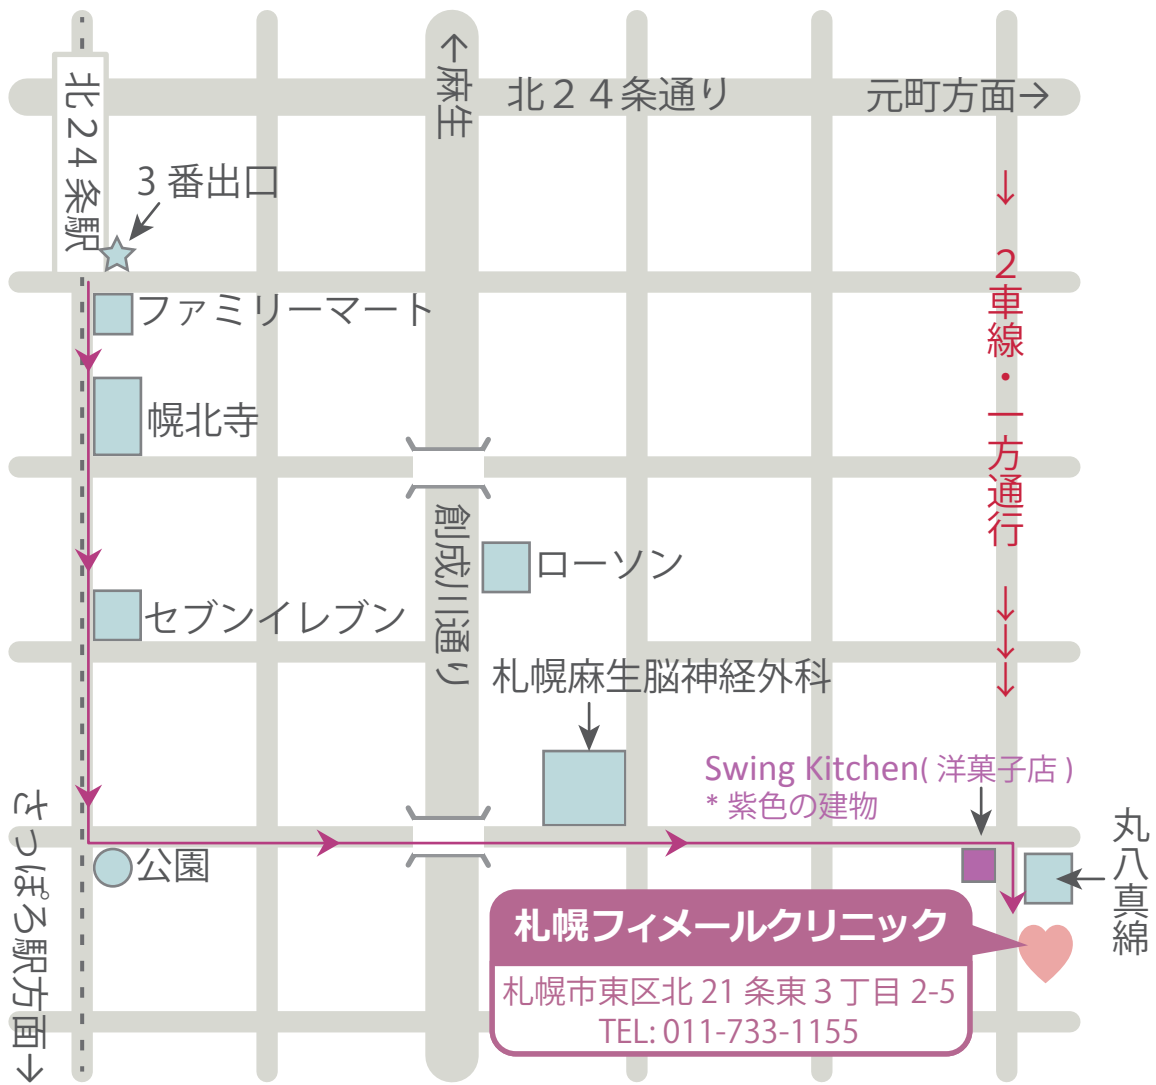 ←麻生
北２４条通り
元町方面→
北２４条駅
3 番出口
↓ ２車線・一方通行 ↓↓↓
ファミリーマート
幌北寺
創成川通り
ローソン
セブンイレブン
札幌麻生脳神経外科
Swing Kitchen( 洋菓子店 )
* 紫色の建物
さっぽろ駅方面→
公園
丸八真綿
札幌フィメールクリニック
札幌市東区北 21 条東 3 丁目 2-5
TEL: 011-733-1155